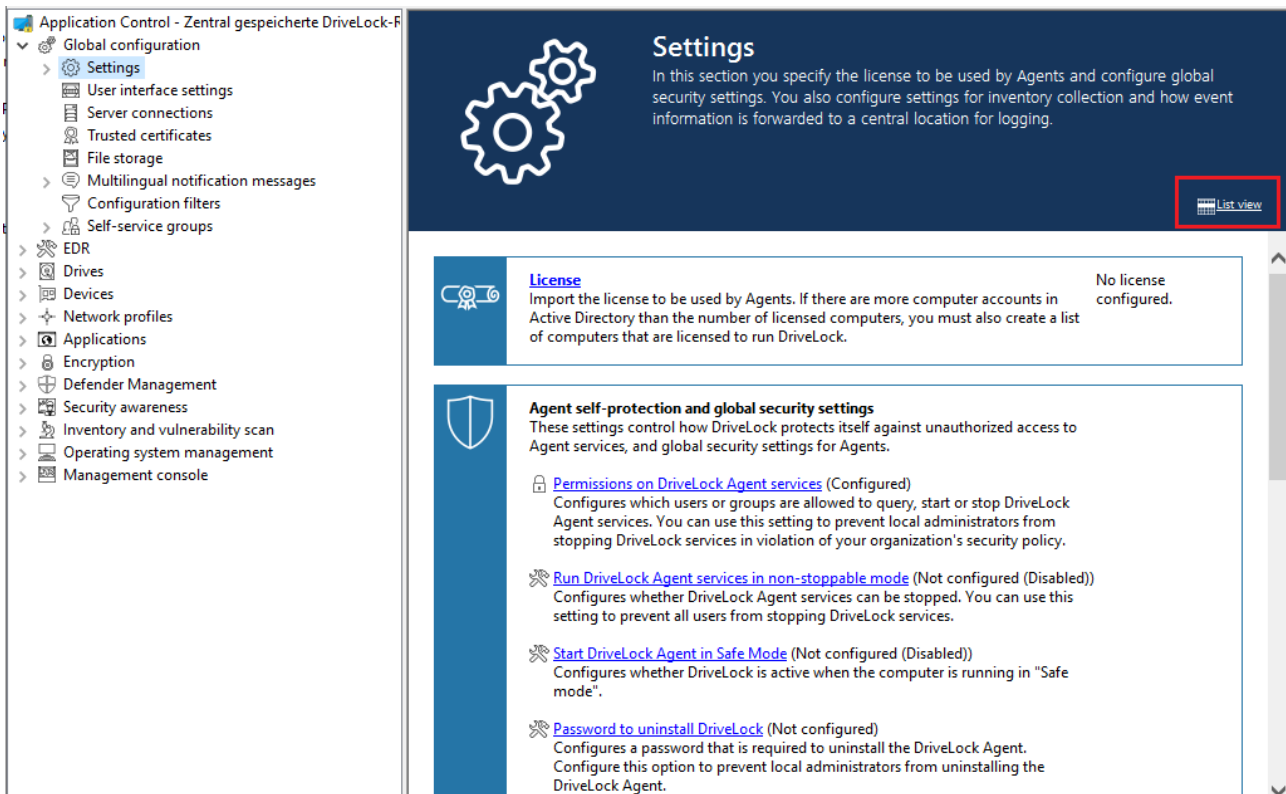 Application Control - Zentral gespeicherte DriveLock-R
Global configuration
Settings
User interface settings
Server connections
Trusted certificates
File storage
Multilingual notification messages
Configuration filters
Self-service groups
EDR
Drives
Devices
Network profiles
Applications
Encryption
Defender Management
Security awareness
Inventory and vulnerability scan
Operating system management
Management console
Settings
In this section you specify the license to be used by Agents and configure global
security settings. You also configure settings for inventory collection and how event
information is forwarded to a central location for logging.
List view
License
No license
configured.
Import the license to be used by Agents. If there are more computer accounts in
Active Directory than the number of licensed computers, you must also create a list
of computers that are licensed to run DriveLock.
Agent self-protection and global security settings
These settings control how DriveLock protects itself against unauthorized access to
Agent services, and global security settings for Agents.
Permissions on DriveLock Agent services (Configured)
Configures which users or groups are allowed to query, start or stop DriveLock
Agent services. You can use this setting to prevent local administrators from
stopping DriveLock services in violation of your organization's security policy.
Run DriveLock Agent services in non-stoppable mode (Not configured (Disabled))
Configures whether DriveLock Agent services can be stopped. You can use this
setting to prevent all users from stopping DriveLock services.
Start DriveLock Agent in Safe Mode (Not configured (Disabled))
Configures whether DriveLock is active when the computer is running in "Safe
mode".
Password to uninstall DriveLock (Not configured)
Configures a password that is required to uninstall the DriveLock Agent.
Configure this option to prevent local administrators from uninstalling the
DriveLock Agent.